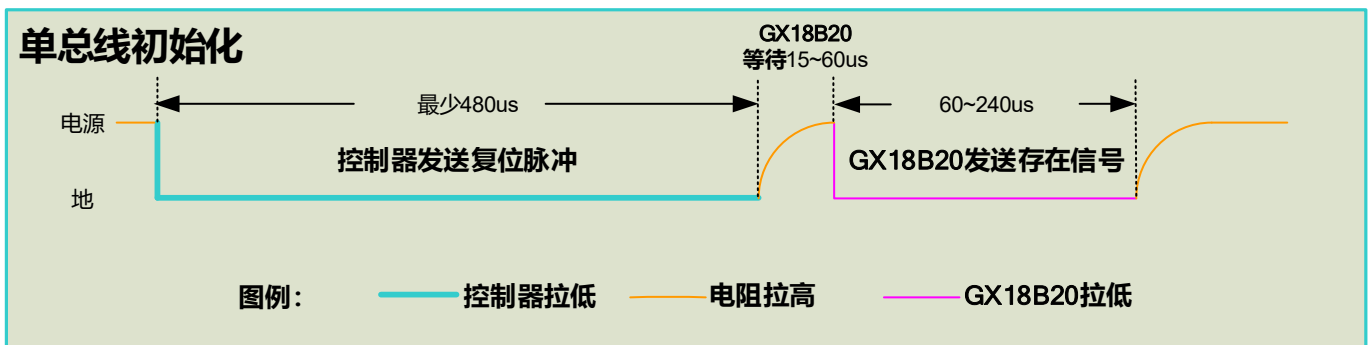 单总线初始化
GX18B20
等待15~60us
最少480us
60~240us
电源
控制器发送复位脉冲
GX18B20发送存在信号
地
图例：
控制器拉低
电阻拉高
GX18B20拉低